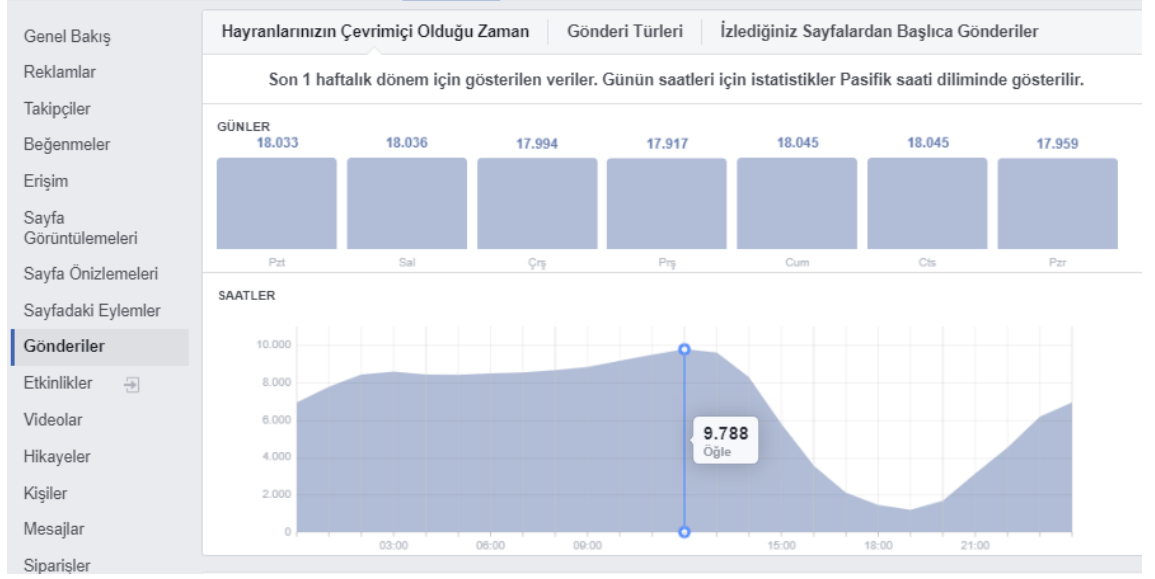 Genel Bakış
Reklamlar
Takipçiler
Beğenmeler
Erişim
Sayfa
Görüntülemeleri
Sayfa Önizlemeleri
Sayfadaki Eylemler
Gönderiler
Etkinlikler
Videolar
Hikayeler
Kişiler
Mesajlar
Siparişler
Hayranlarınızın Çevrimiçi Olduğu Zaman Gönderi Türleri İzlediğiniz Sayfalardan Başlıca Gönderiler
Son 1 haftalık dönem için gösterilen veriler. Günün saatleri için istatistikler Pasifik saati diliminde gösterilir.
GÜNLER
18.033 18.036 17.994 17.917 18.045 18.045 17.959
Pzt Sal Çrş Prş Cum Cts Pzr
SAATLER
10.000
8.000
6.000
4.000
2.000
0
9.788
Öğle
03:00 06:00 09:00 15:00 18:00 21:00